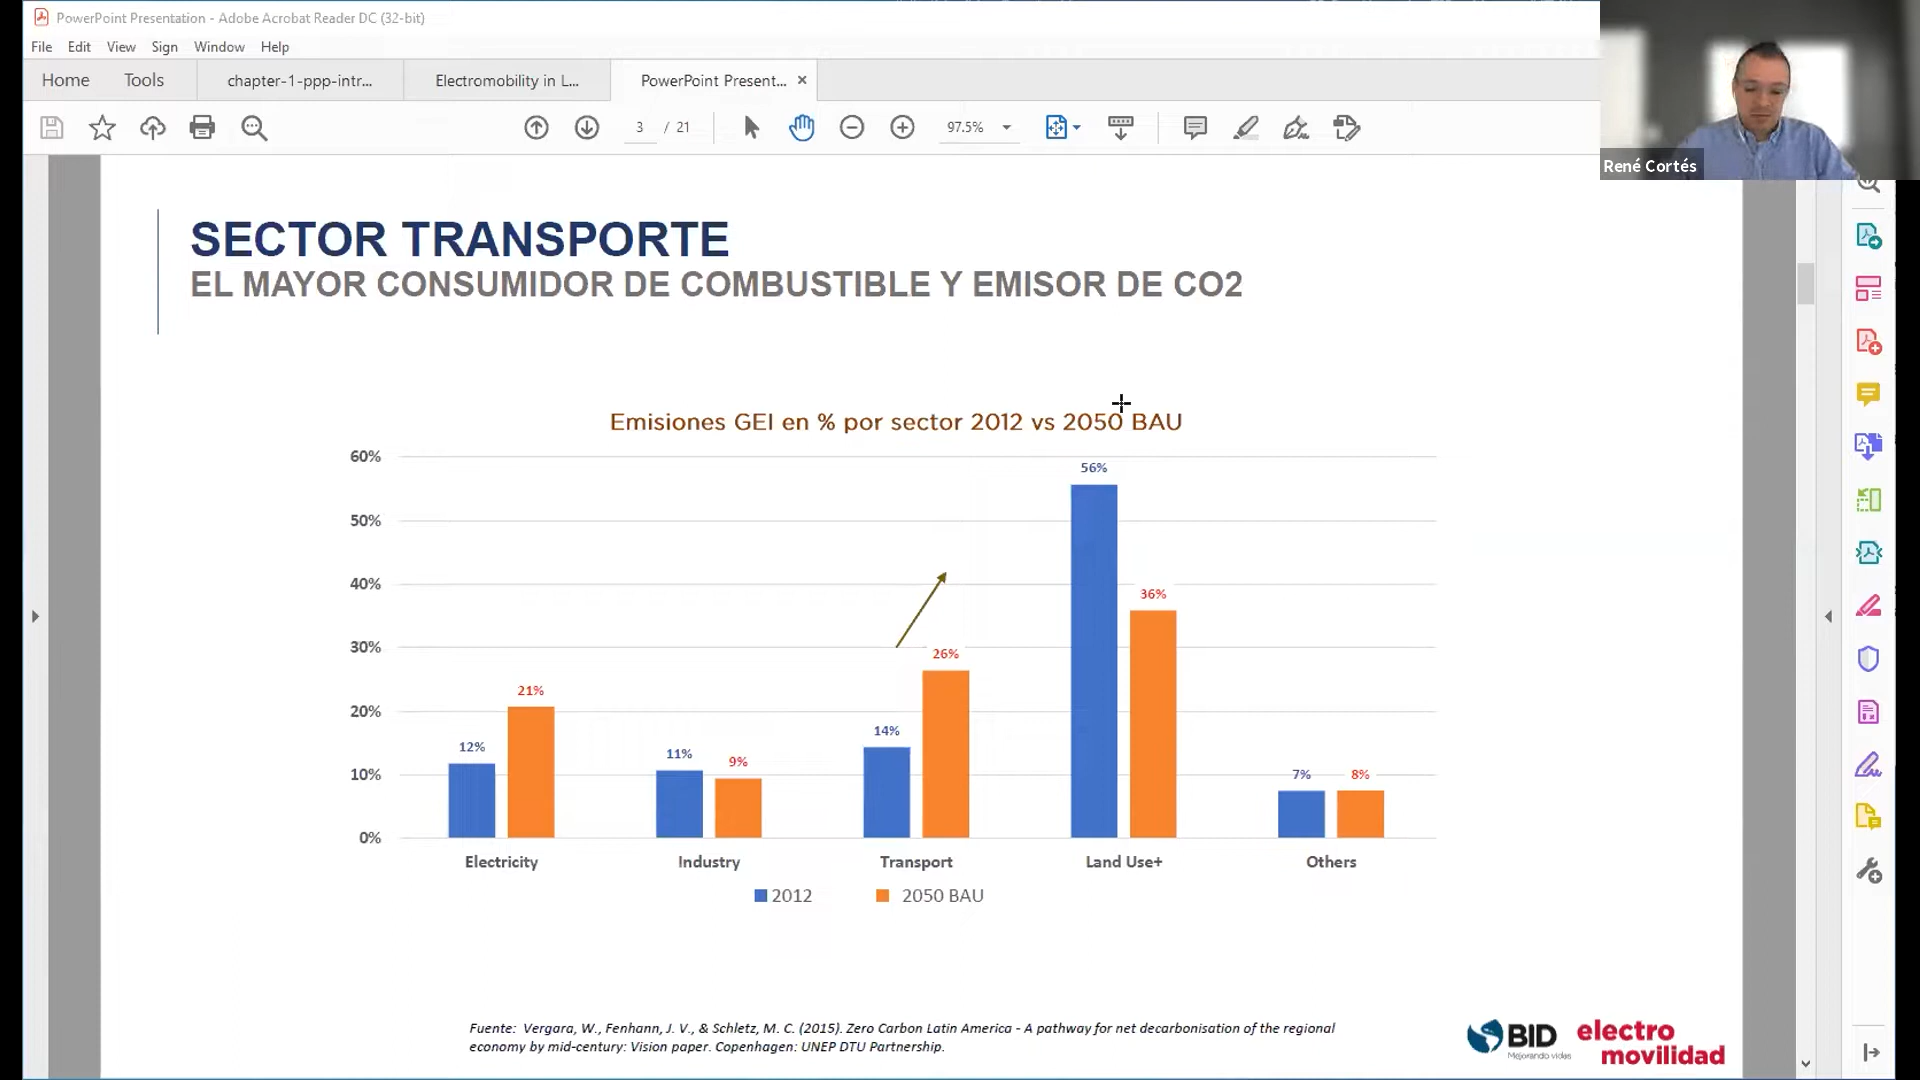 PowerPoint Presentation - Adobe Acrobat Reader DC (32-bit)
File Edit View Sign Window Help
Home Tools chapter-1-ppp-intr... Electromobility in L... PowerPoint Present...
3 / 21 97.5%
René Cortés
SECTOR TRANSPORTE
EL MAYOR CONSUMIDOR DE COMBUSTIBLE Y EMISOR DE CO2
Emisiones GEI en % por sector 2012 vs 2050 BAU
60%
50%
40%
30%
20%
10%
0%
12% 21%
11% 9%
14% 26%
56% 36%
7% 8%
Electricity Industry Transport Land Use+ Others
2012 2050 BAU
Fuente: Vergara, W., Fenhann, J. V., & Schletz, M. C. (2015). Zero Carbon Latin America - A pathway for net decarbonisation of the regional
economy by mid-century: Vision paper. Copenhagen: UNEP DTU Partnership.
BID
Mejorando vidas
electro
movilidad